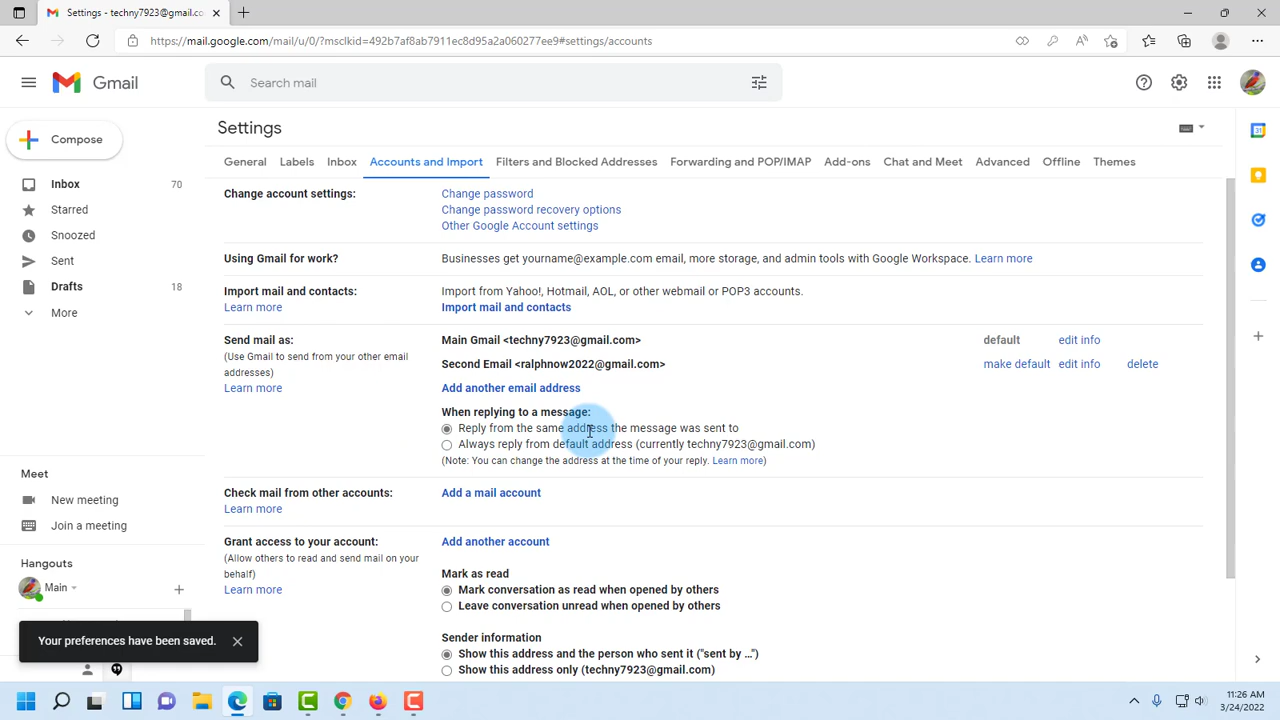 Settings - techny7923@gmail.co
https://mail.google.com/mail/u/0/?msclkid=492b7af8ab7911ec8d95a2a060277ee9#settings/accounts
Gmail
Search mail
Compose
Settings
General Labels Inbox Accounts and Import Filters and Blocked Addresses Forwarding and POP/IMAP Add-ons Chat and Meet Advanced Offline Themes
Inbox 70
Starred
Snoozed
Sent
Drafts 18
More
Change account settings: Change password
Change password recovery options
Other Google Account settings
Using Gmail for work? Businesses get yourname@example.com email, more storage, and admin tools with Google Workspace. Learn more
Import mail and contacts: Import from Yahoo!, Hotmail, AOL, or other webmail or POP3 accounts.
Learn more Import mail and contacts
Send mail as: Main Gmail <techny7923@gmail.com> default edit info
(Use Gmail to send from your other email
addresses)
Second Email <ralphnow2022@gmail.com> make default edit info delete
Learn more Add another email address
When replying to a message:
Reply from the same address the message was sent to
Always reply from default address (currently techny7923@gmail.com)
(Note: You can change the address at the time of your reply. Learn more)
Check mail from other accounts: Add a mail account
Learn more
Grant access to your account: Add another account
(Allow others to read and send mail on your
behalf)
Learn more
Mark as read
Mark conversation as read when opened by others
Leave conversation unread when opened by others
Sender information
Show this address and the person who sent it ("sent by ...")
Show this address only (techny7923@gmail.com)
Meet
New meeting
Join a meeting
Hangouts
Main
Your preferences have been saved.
11:26 AM
3/24/2022